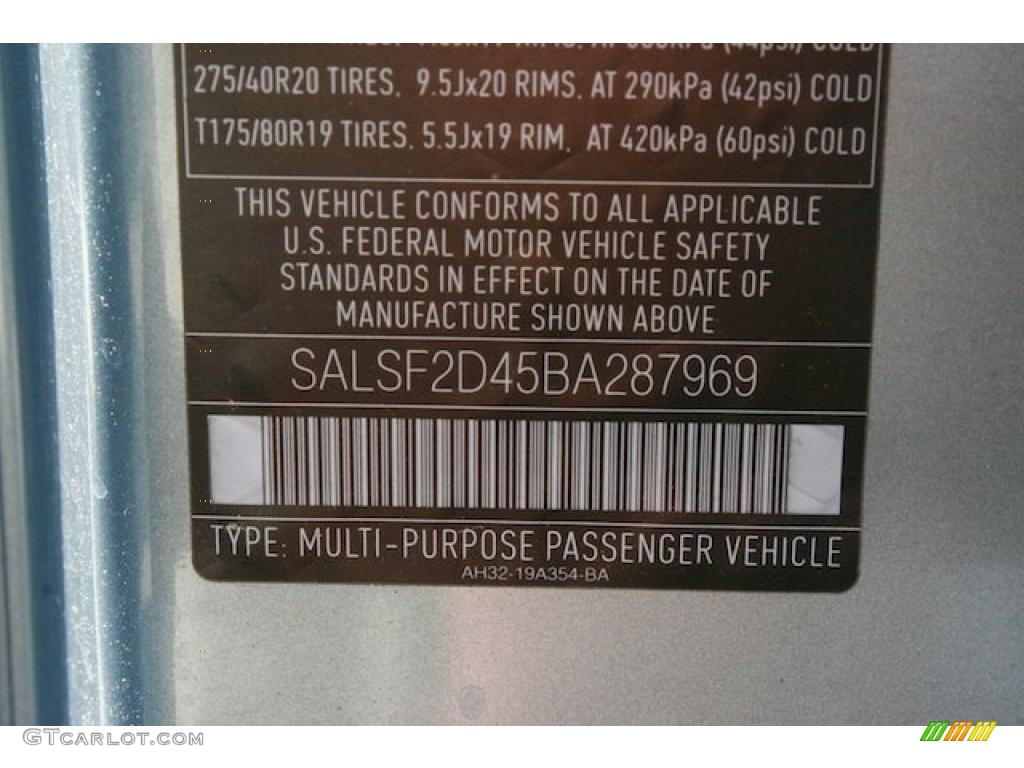 275/40R20 TIRES, 9.5Jx20 RIMS, AT 290kPa (42psi) COLD
T175/80R19 TIRES, 5.5Jx19 RIM, AT 420kPa (60psi) COLD
THIS VEHICLE CONFORMS TO ALL APPLICABLE
U.S. FEDERAL MOTOR VEHICLE SAFETY
STANDARDS IN EFFECT ON THE DATE OF
MANUFACTURE SHOWN ABOVE
SALSF2D45BA287969
TYPE: MULTI-PURPOSE PASSENGER VEHICLE
AH32-19A354-BA
GTCARLOT.COM